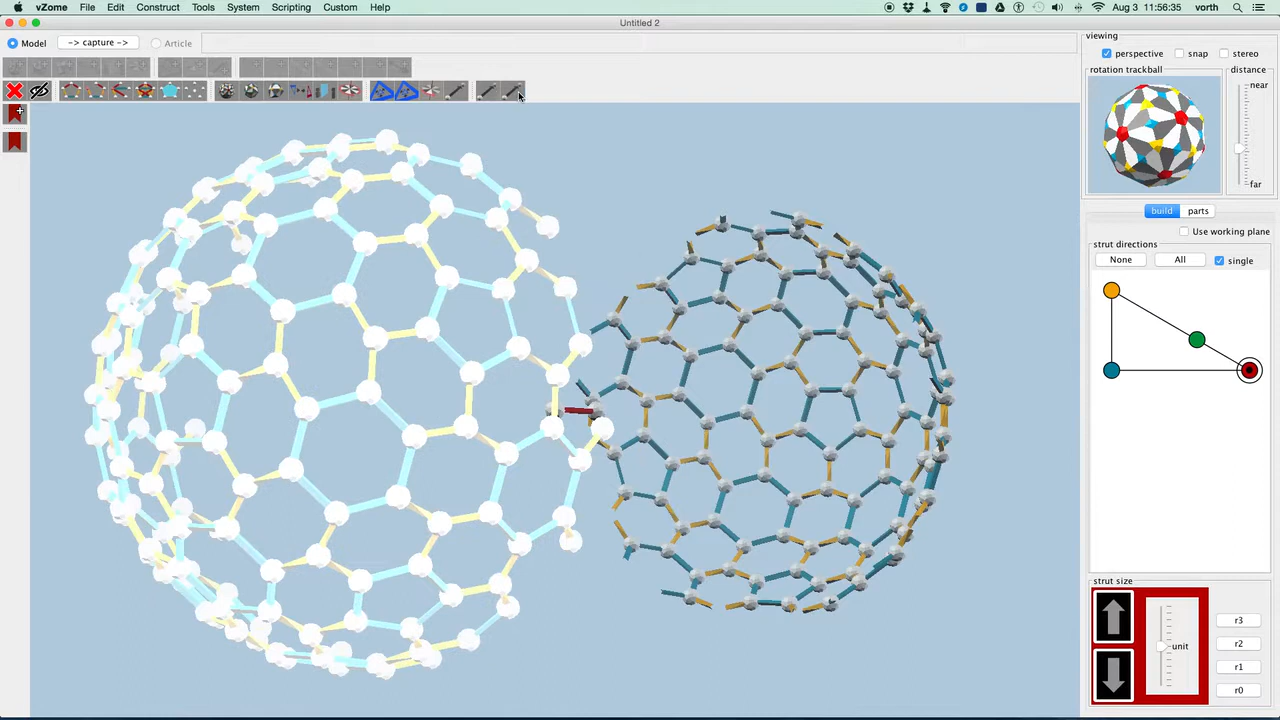 vZome File Edit Construct Tools System Scripting Custom Help Aug 3 11:56:35 vorth
Untitled 2
Model -> capture -> Article
viewing
perspective snap stereo
rotation trackball distance
near
far
build parts
Use working plane
strut directions
None All single
strut size
r3
unit r2
r1
r0